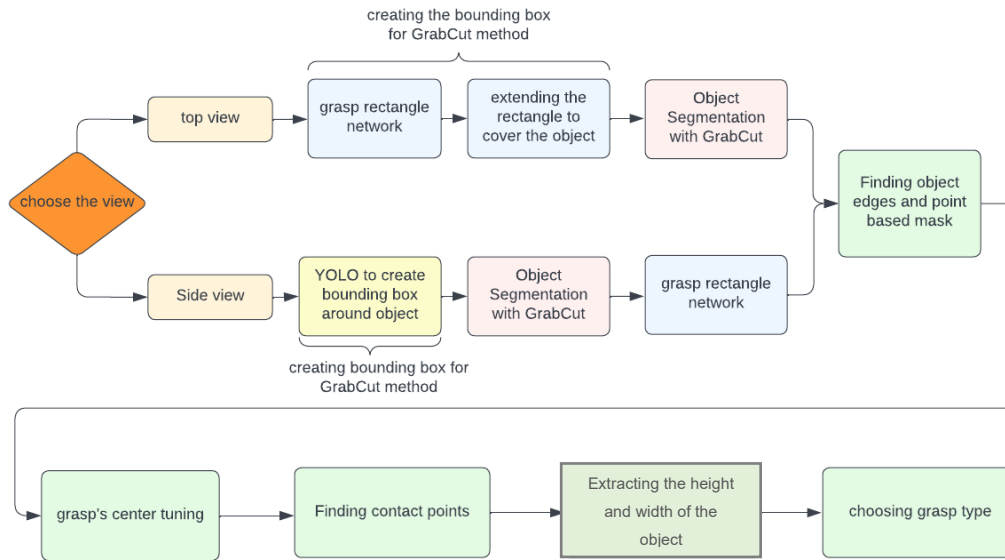 creating the bounding box
for GrabCut method
top view
grasp rectangle
network
extending the
rectangle to
cover the object
Object
Segmentation
with GrabCut
choose the view
Finding object
edges and point
based mask
Side view
YOLO to create
bounding box
around object
Object
Segmentation
with GrabCut
grasp rectangle
network
creating bounding box for
GrabCut method
grasp's center tuning
Finding contact points
Extracting the height
and width of the
object
choosing grasp type